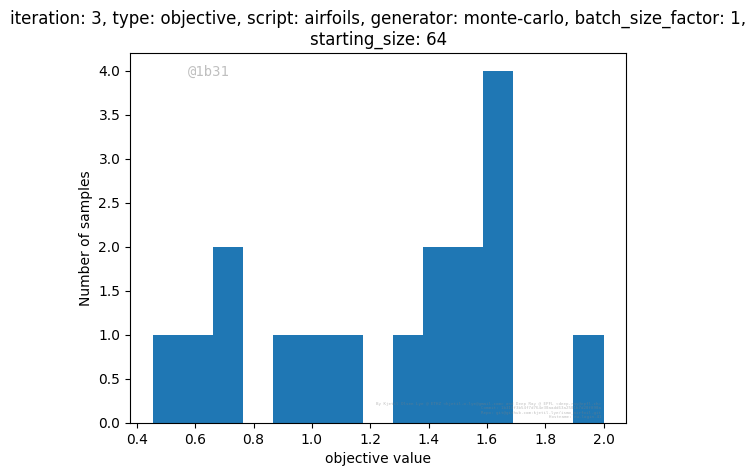 iteration: 3, type: objective, script: airfoils, generator: monte-carlo, batch_size_factor: 1,
starting_size: 64
@1b31
4.0
3.5
3.0
2.5
2.0
1.5
1.0
0.5
0.0
Number of samples
0.4 0.6 0.8 1.0 1.2 1.4 1.6 1.8 2.0
objective value